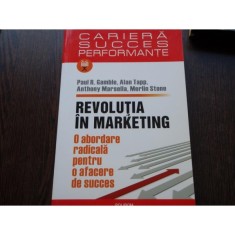 CARIERĂ
SUCCES
PERFORMANȚE
Paul R. Gamble, Alan Tapp,
Anthony Marsella, Merlin Stone
REVOLUȚIA
ÎN MARKETING
O abordare
radicală
pentru
o afacere
de succes
POLIROM